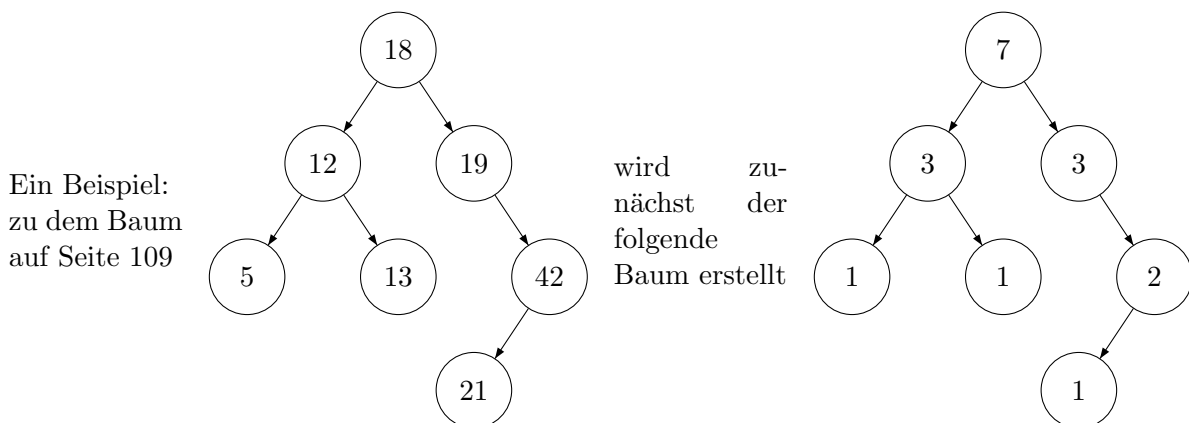 Ein Beispiel:
zu dem Baum
auf Seite 109
18
12
19
5
13
42
21
wird zu-
nächst der
folgende
Baum erstellt
7
3
3
1
1
2
1